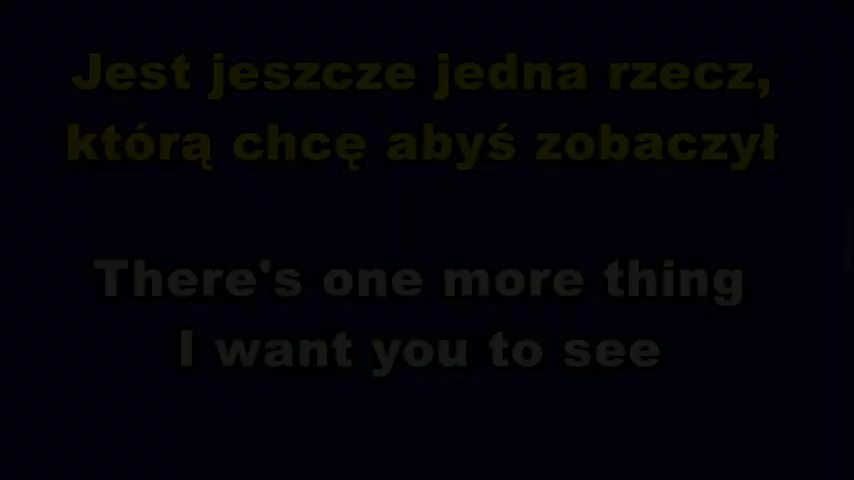 Jest jeszcze jedna rzecz,
którą chcę abyś zobaczył
There's one more thing
I want you to see